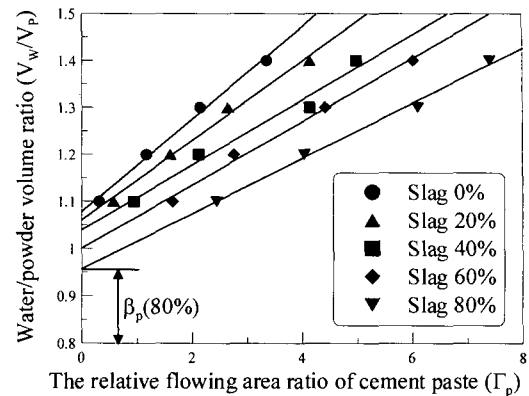 Water/powder volume ratio (V_W/V_P)
1.5
1.4
1.3
1.2
1.1
1
0.9
0.8
β_p(80%)
Slag 0%
Slag 20%
Slag 40%
Slag 60%
Slag 80%
0
2
4
6
8
The relative flowing area ratio of cement paste (Γ_p)